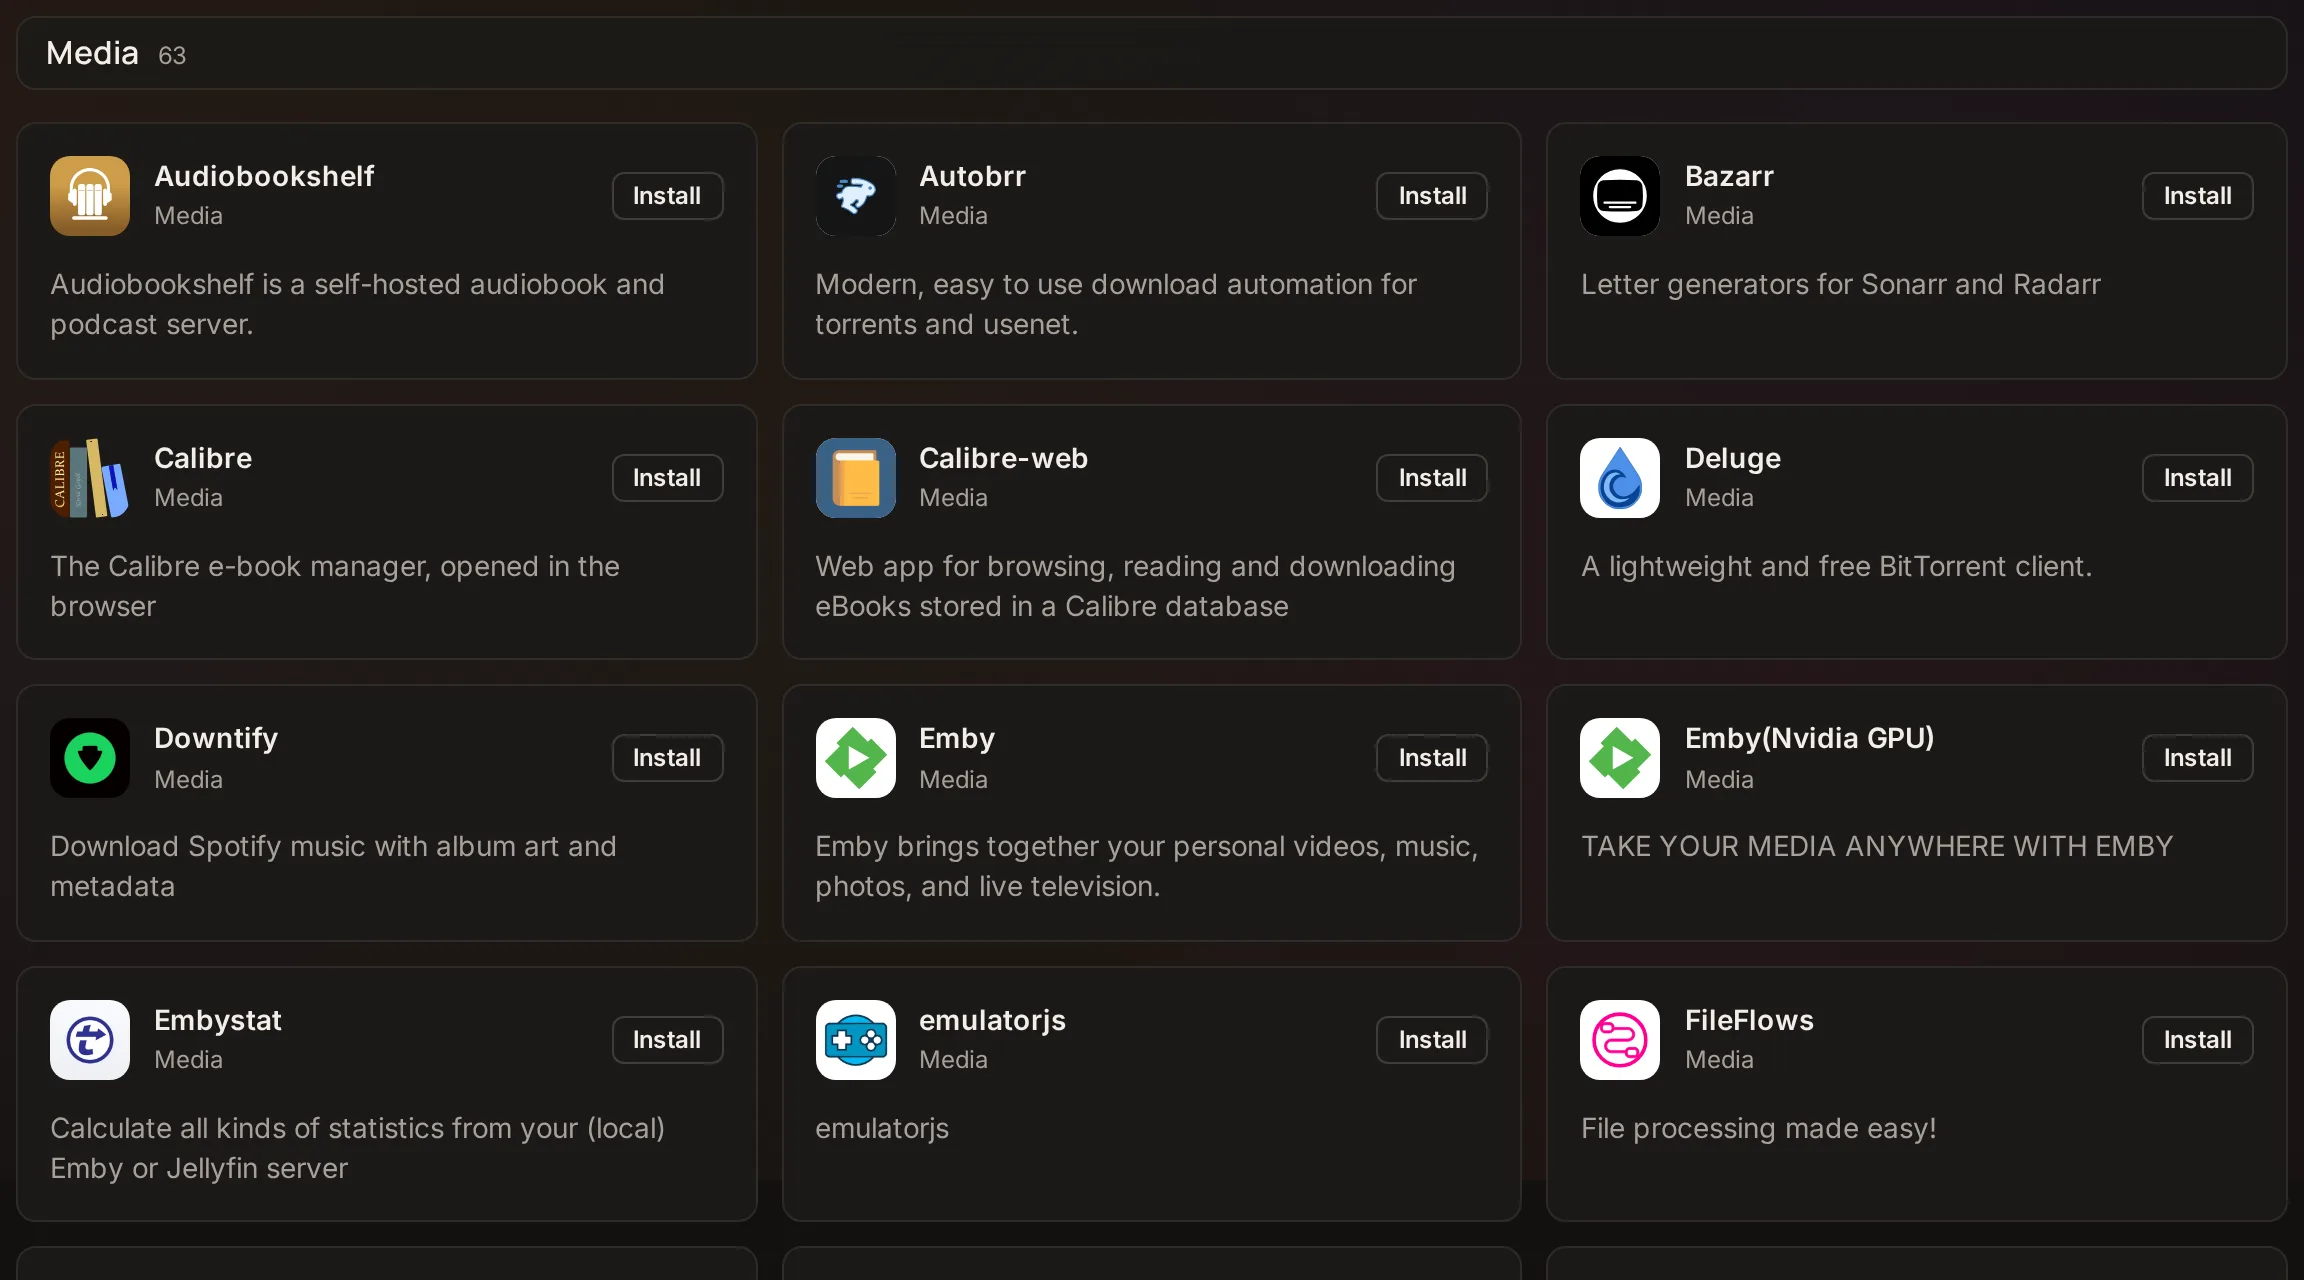 Media 63
Audiobookshelf
Media
Install
Audiobookshelf is a self-hosted audiobook and
podcast server.
Autobrr
Media
Install
Modern, easy to use download automation for
torrents and usenet.
Bazarr
Media
Install
Letter generators for Sonarr and Radarr
CALIBRE
Calibre
Media
Install
The Calibre e-book manager, opened in the
browser
Calibre-web
Media
Install
Web app for browsing, reading and downloading
eBooks stored in a Calibre database
Deluge
Media
Install
A lightweight and free BitTorrent client.
Downtify
Media
Install
Download Spotify music with album art and
metadata
Emby
Media
Install
Emby brings together your personal videos, music,
photos, and live television.
Emby(Nvidia GPU)
Media
Install
TAKE YOUR MEDIA ANYWHERE WITH EMBY
Embystat
Media
Install
Calculate all kinds of statistics from your (local)
Emby or Jellyfin server
emulatorjs
Media
Install
emulatorjs
FileFlows
Media
Install
File processing made easy!